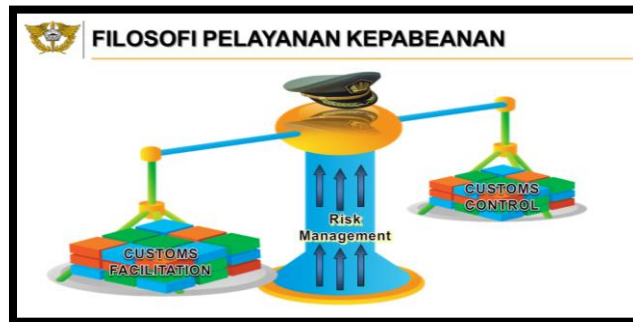 FILOSOFI PELAYANAN KEPABEANAN
CUSTOMS
CONTROL
Risk
Management
CUSTOMS
FACILITATION